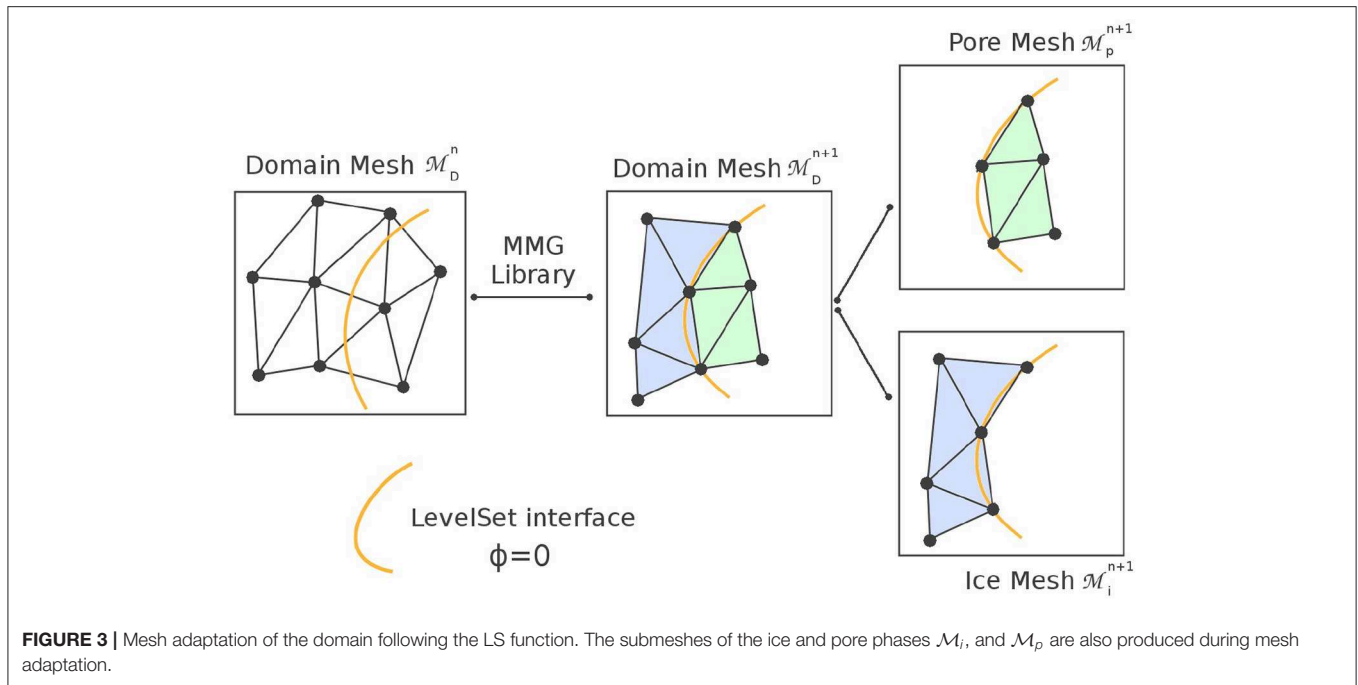 Pore Mesh ℳ_p^{n+1}
Domain Mesh ℳ_D^n
Domain Mesh ℳ_D^{n+1}
MMG
Library
LevelSet interface
ϕ=0
Ice Mesh ℳ_i^{n+1}
FIGURE 3 | Mesh adaptation of the domain following the LS function. The submeshes of the ice and pore phases ℳ_i, and ℳ_p are also produced during mesh
adaptation.